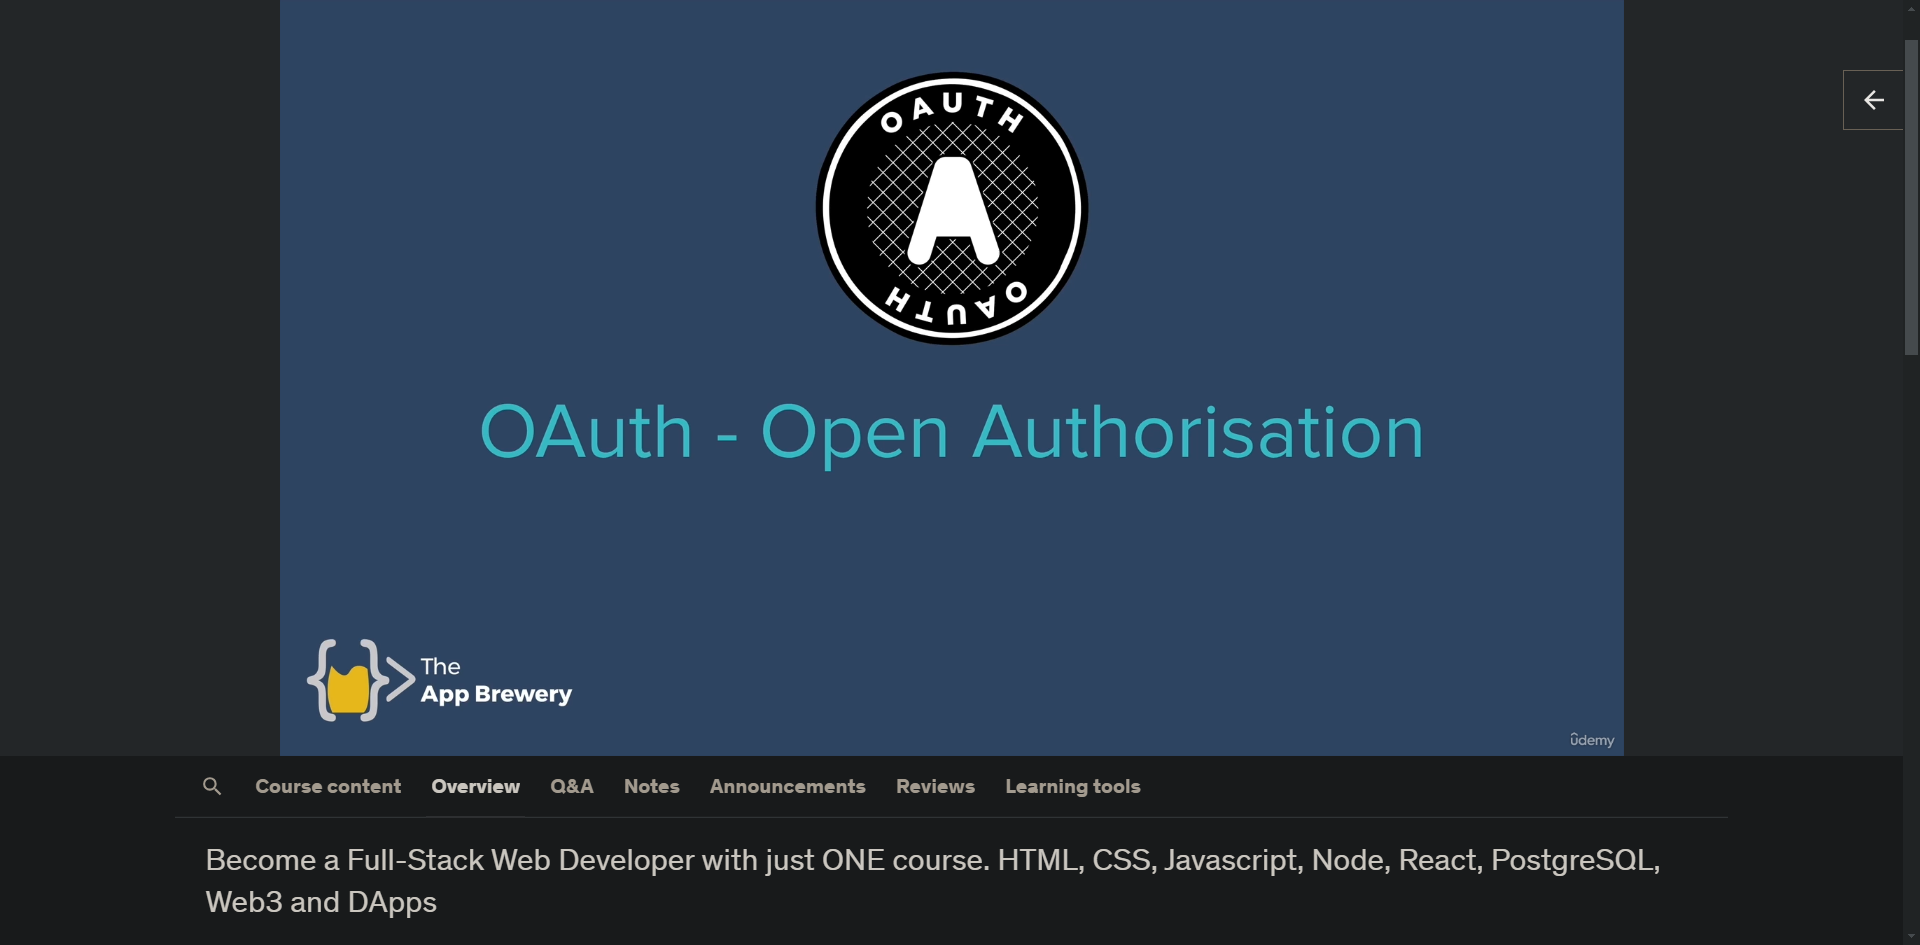 OAUTH
OAUTH
OAuth - Open Authorisation
The
App Brewery
ûdemy
Course content Overview Q&A Notes Announcements Reviews Learning tools
Become a Full-Stack Web Developer with just ONE course. HTML, CSS, Javascript, Node, React, PostgreSQL,
Web3 and DApps